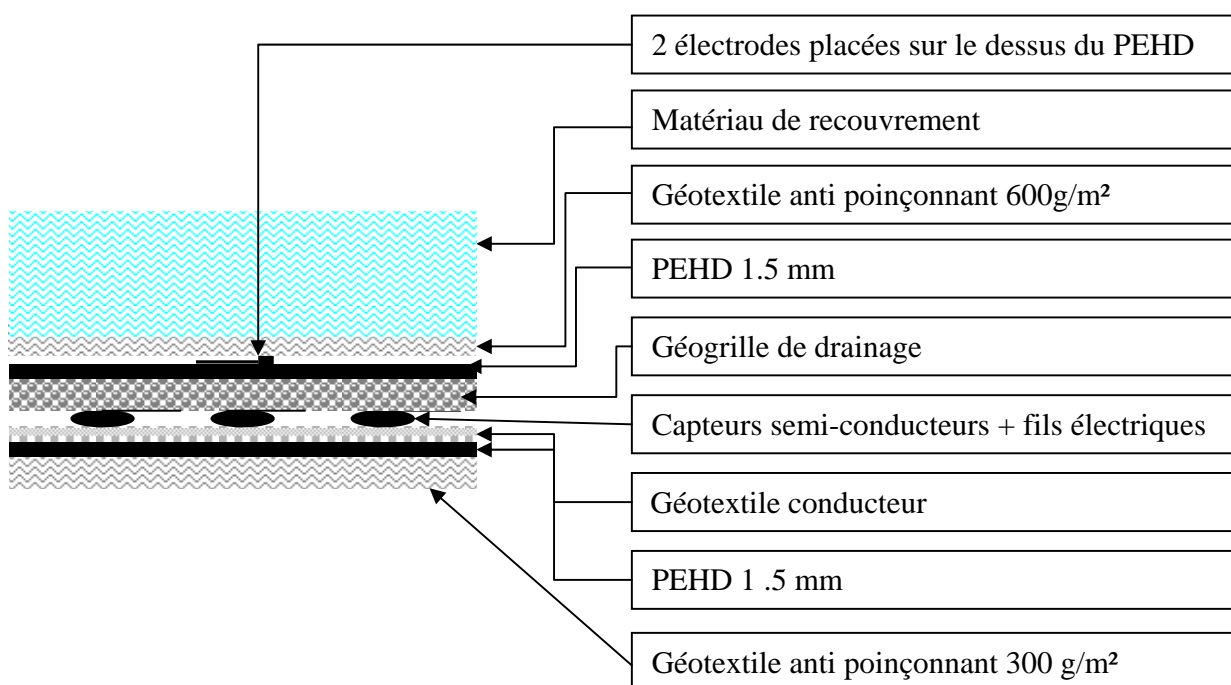 2 électrodes placées sur le dessus du PEHD
Matériau de recouvrement
Géotextile anti poinçonnant 600g/m²
PEHD 1.5 mm
Géogrille de drainage
Capteurs semi-conducteurs + fils électriques
Géotextile conducteur
PEHD 1 .5 mm
Géotextile anti poinçonnant 300 g/m²